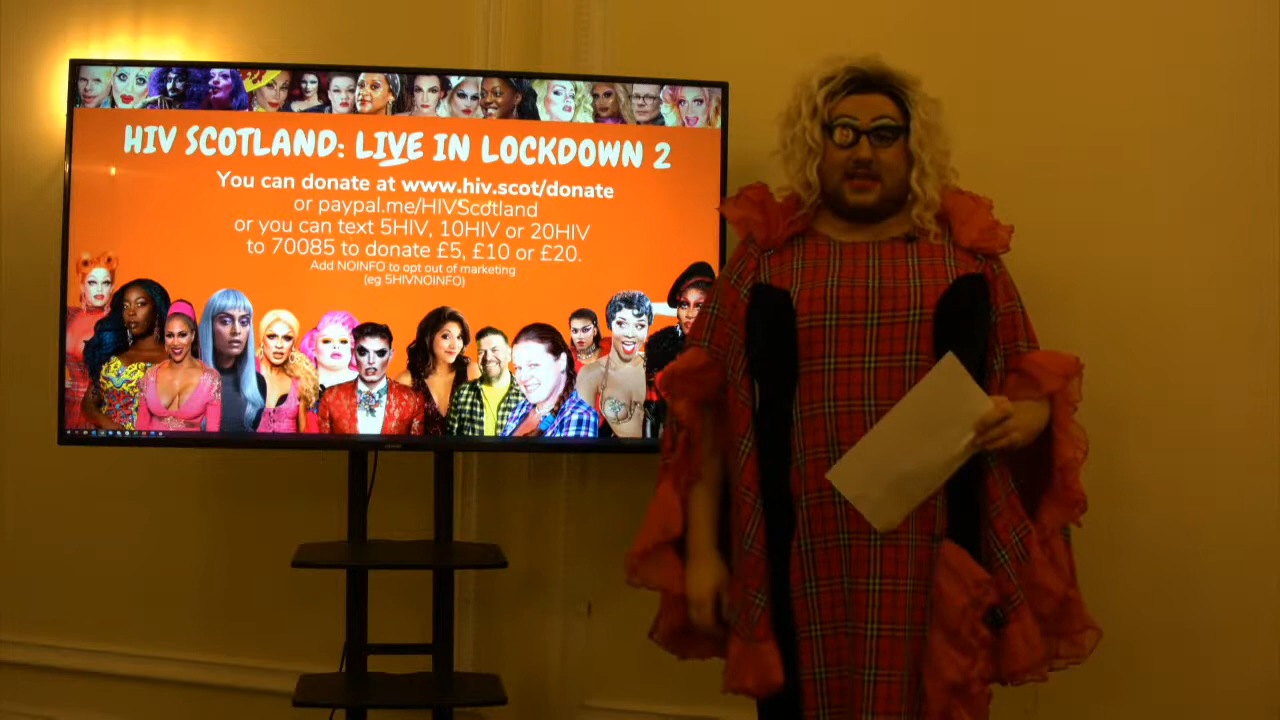 HIV SCOTLAND: LIVE IN LOCKDOWN 2
You can donate at www.hiv.scot/donate
or paypal.me/HIVScotland
or you can text 5HIV, 10HIV or 20HIV
to 70085 to donate £5, £10 or £20.
Add NOINFO to opt out of marketing
(eg 5HIVNOINFO)